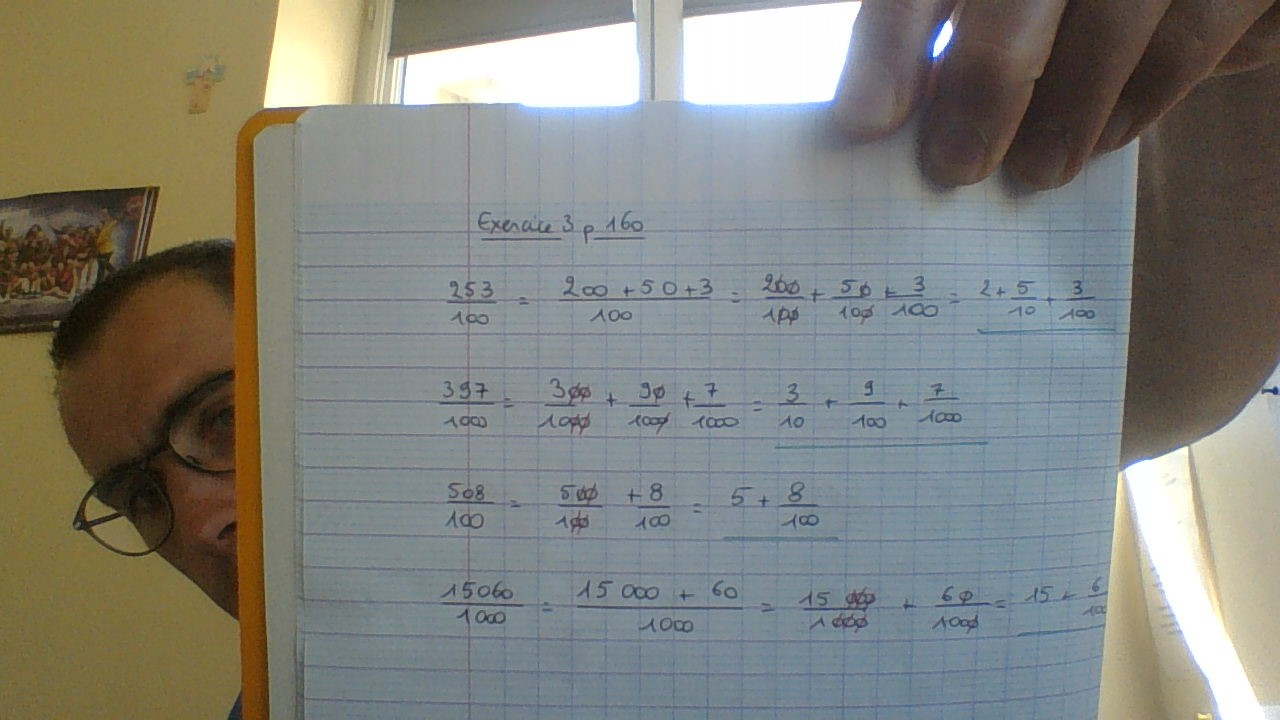 Exercice 3 p 160
253/100 = (200 + 50 + 3)/100 = 200/100 + 50/100 + 3/100 = 2 + 5/10 + 3/100
397/1000 = 300/1000 + 90/1000 + 7/1000 = 3/10 + 9/100 + 7/1000
508/100 = 500/100 + 8/100 = 5 + 8/100
15060/1000 = (15 000 + 60)/1000 = 15 000/1000 + 60/1000 = 15 + 6/100